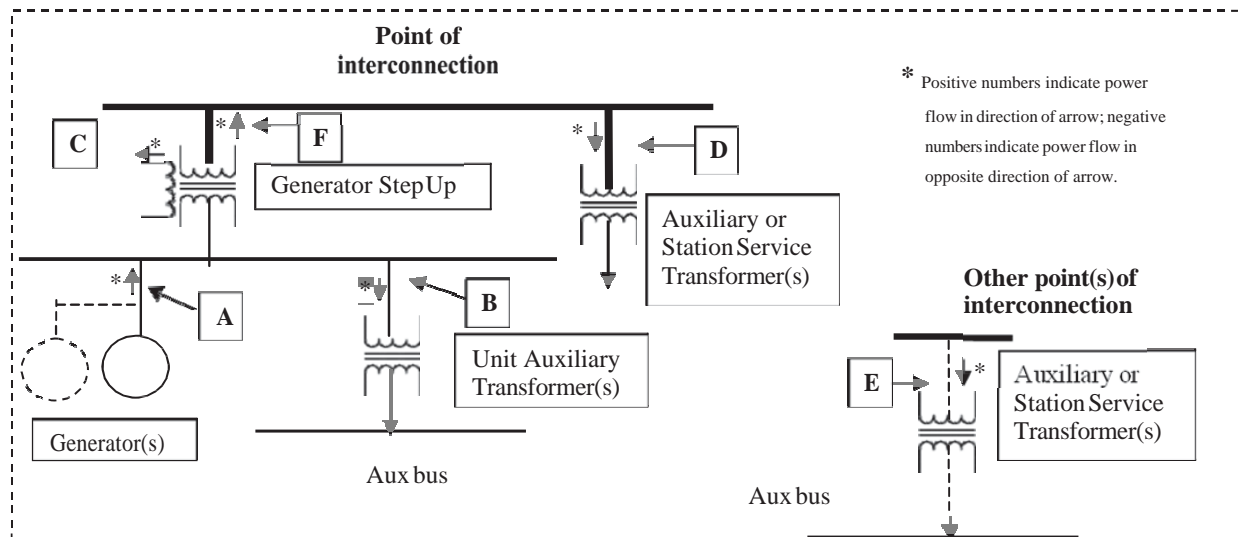 Point of
interconnection
* Positive numbers indicate power
flow in direction of arrow; negative
numbers indicate power flow in
opposite direction of arrow.
C
*
*
F
*
D
Generator Step Up
Auxiliary or
Station Service
Transformer(s)
*
A
*
B
Unit Auxiliary
Transformer(s)
Generator(s)
Aux bus
Other point(s) of
interconnection
E
*
Auxiliary or
Station Service
Transformer(s)
Aux bus